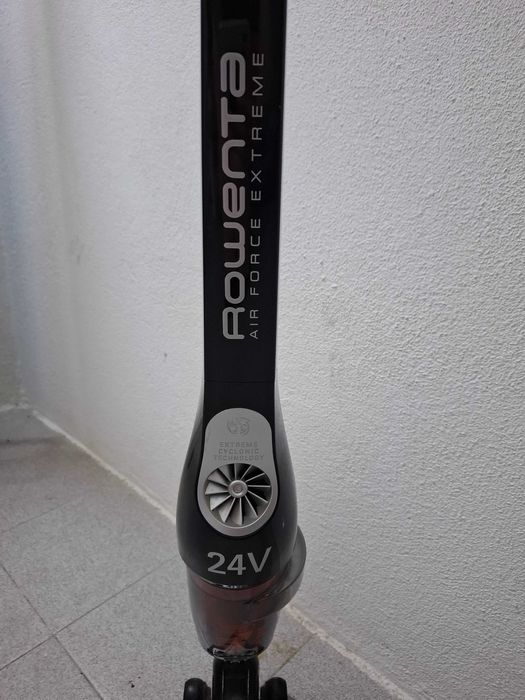 Rowenta
AIR FORCE EXTREME
EXTREME
CYCLONIC
TECHNOLOGY
24V